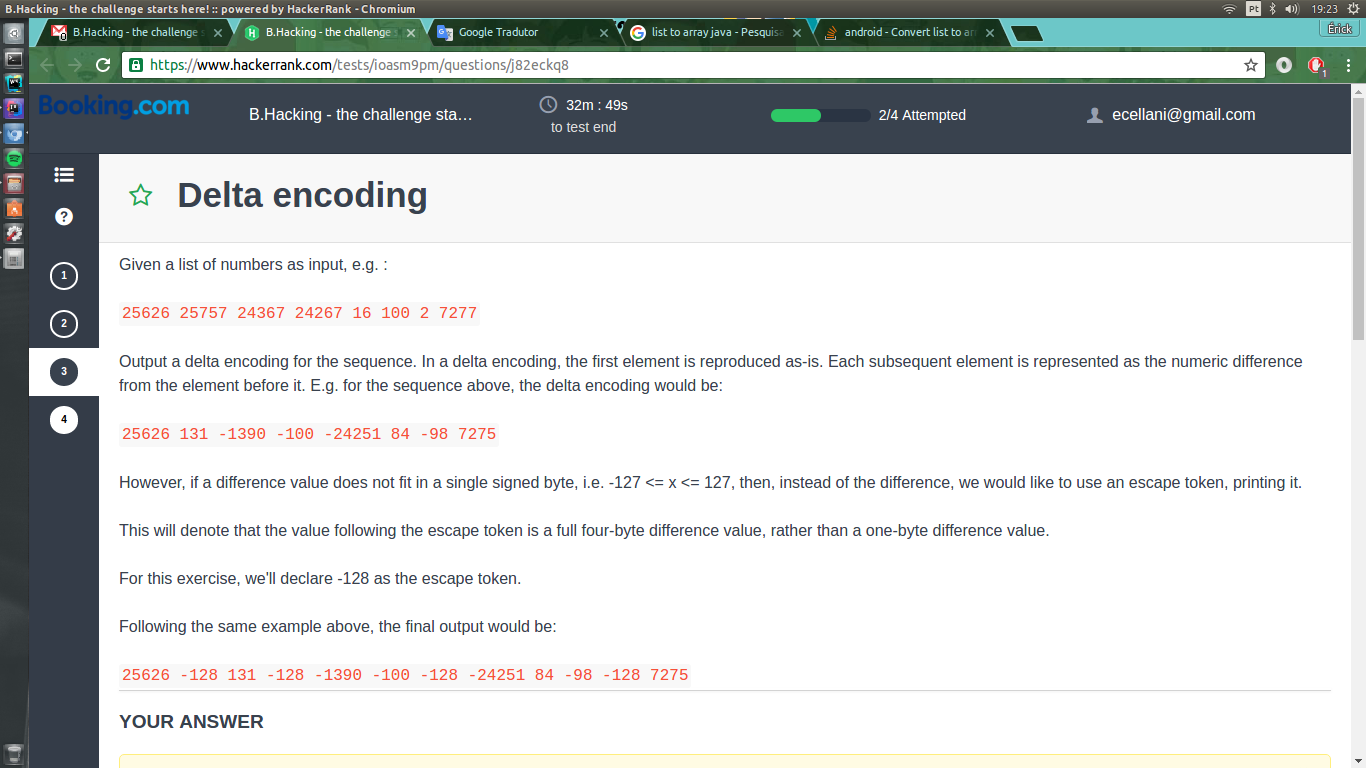 B.Hacking - the challenge starts here! :: powered by HackerRank - Chromium
Pt
19:23
B.Hacking - the challenge
B.Hacking - the challenge
Google Tradutor
list to array java - Pesquisa
android - Convert list to an
Erick
https://www.hackerrank.com/tests/ioasm9pm/questions/j82eckq8
1
Booking.com
B.Hacking - the challenge sta…
32m : 49s
to test end
2/4 Attempted
ecellani@gmail.com
?
1
2
3
4
Delta encoding
Given a list of numbers as input, e.g. :
25626 25757 24367 24267 16 100 2 7277
Output a delta encoding for the sequence. In a delta encoding, the first element is reproduced as-is. Each subsequent element is represented as the numeric difference
from the element before it. E.g. for the sequence above, the delta encoding would be:
25626 131 -1390 -100 -24251 84 -98 7275
However, if a difference value does not fit in a single signed byte, i.e. -127 <= x <= 127, then, instead of the difference, we would like to use an escape token, printing it.
This will denote that the value following the escape token is a full four-byte difference value, rather than a one-byte difference value.
For this exercise, we'll declare -128 as the escape token.
Following the same example above, the final output would be:
25626 -128 131 -128 -1390 -100 -128 -24251 84 -98 -128 7275
YOUR ANSWER